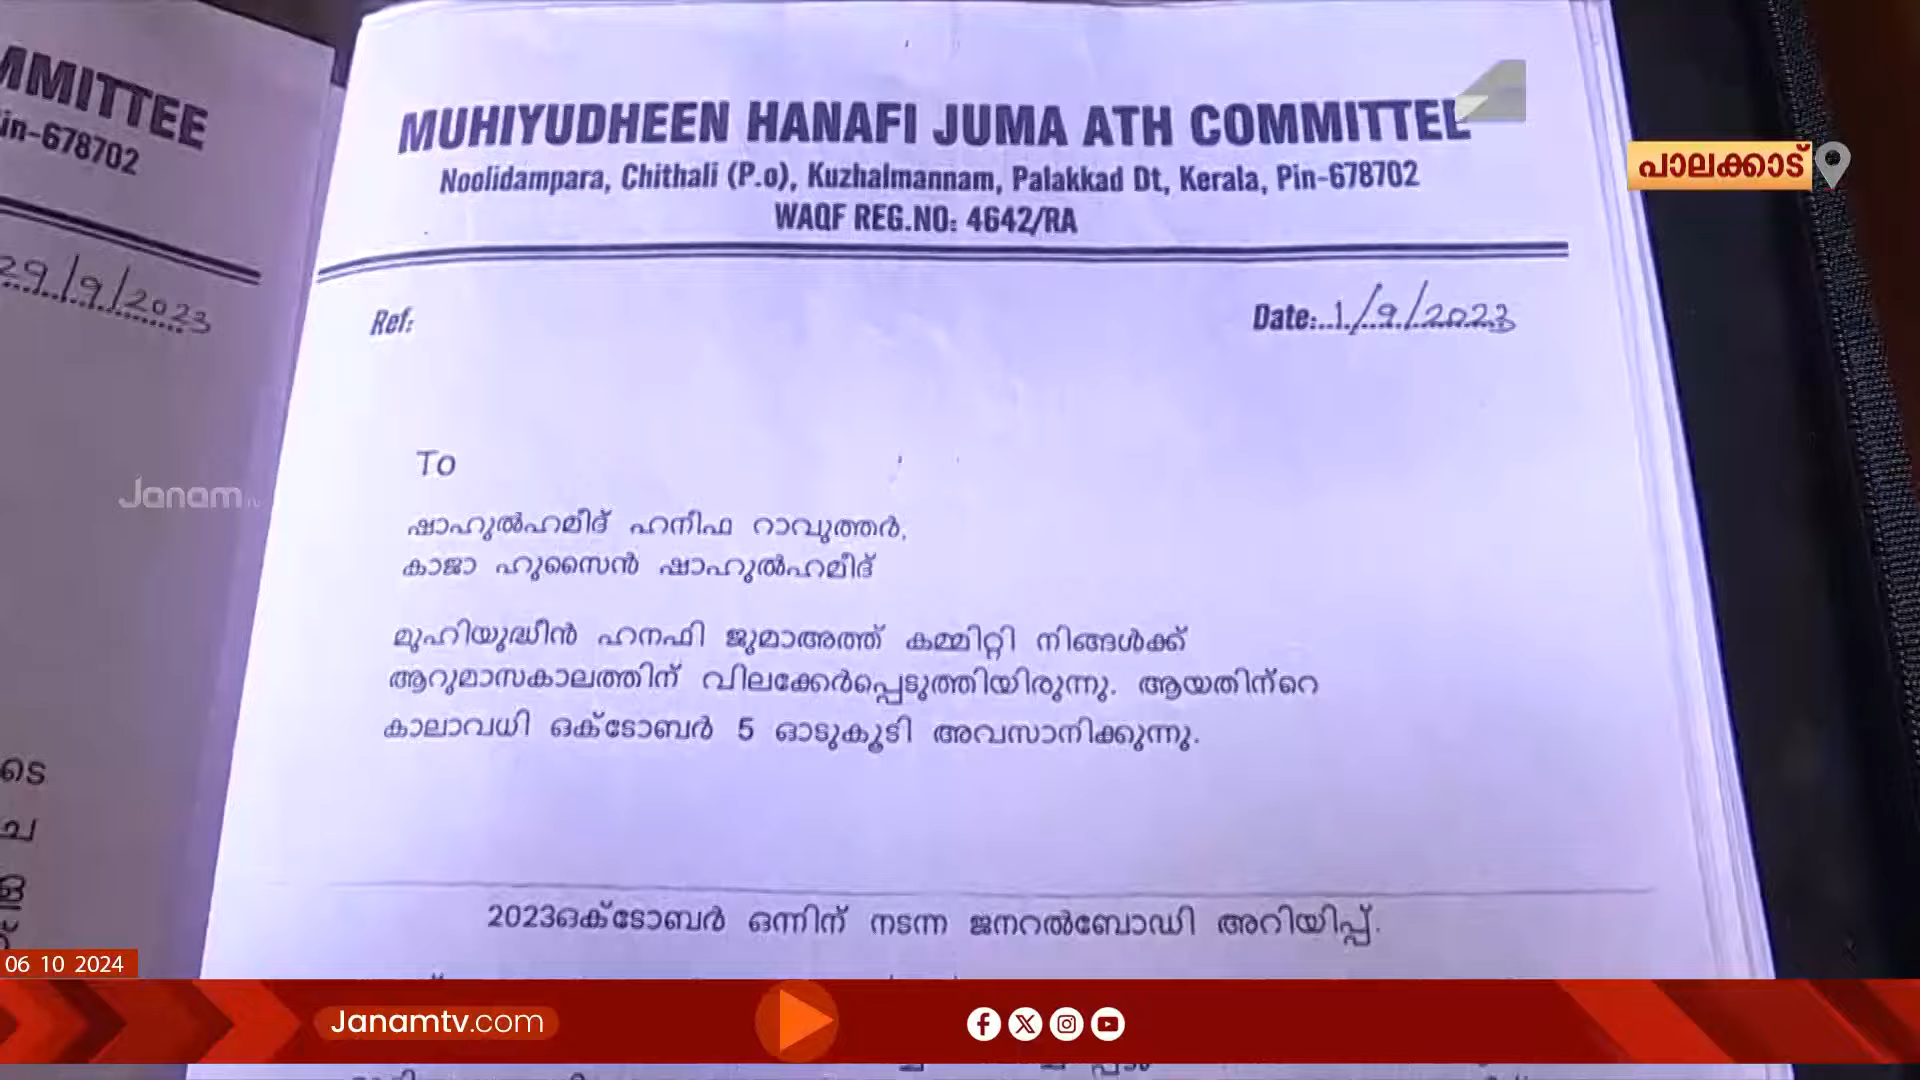 MMITTEE
in-678702
29/9/2023
MUHIYUDHEEN HANAFI JUMA ATH COMMITTEE
Noolidampara, Chithali (P.o), Kuzhalmannam, Palakkad Dt, Kerala, Pin-678702
WAQF REG.NO: 4642/RA
പാലക്കാട്
Ref:
Date:..1./9./2023
To
Janam TV
ഷാഹുൽഹമീദ് ഹനീഫ റാവുത്തർ,
കാജാ ഹുസൈൻ ഷാഹുൽഹമീദ്
മുഹിയുദ്ധീൻ ഹനഫി ജുമാഅത്ത് കമ്മിറ്റി നിങ്ങൾക്ക്
ആറുമാസകാലത്തിന് വിലക്കേർപ്പെടുത്തിയിരുന്നു. ആയതിന്റെ
കാലാവധി ഒക്ടോബർ 5 ഓടുകൂടി അവസാനിക്കുന്നു.
ടെ
ച
2023ഒക്ടോബർ ഒന്നിന് നടന്ന ജനറൽബോഡി അറിയിപ്പ്.
06 10 2024
Janamtv.com